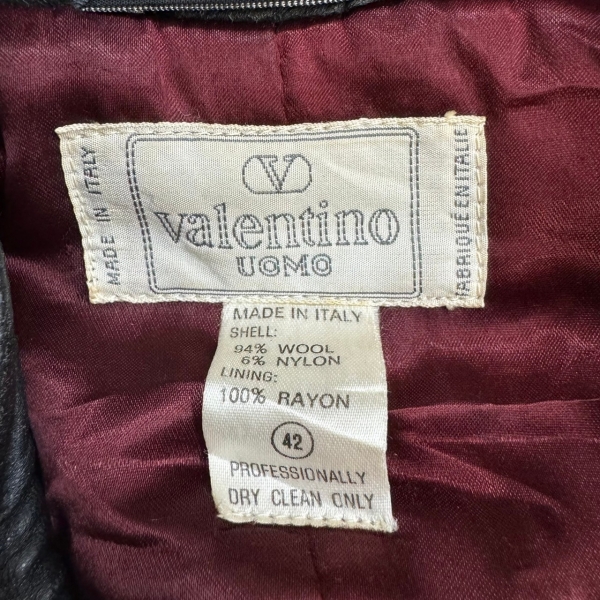 MADE IN ITALY
V
valentino
UOMO
FABRIQUÉ EN ITALIE
MADE IN ITALY
SHELL:
94% WOOL
6% NYLON
LINING:
100% RAYON
42
PROFESSIONALLY
DRY CLEAN ONLY